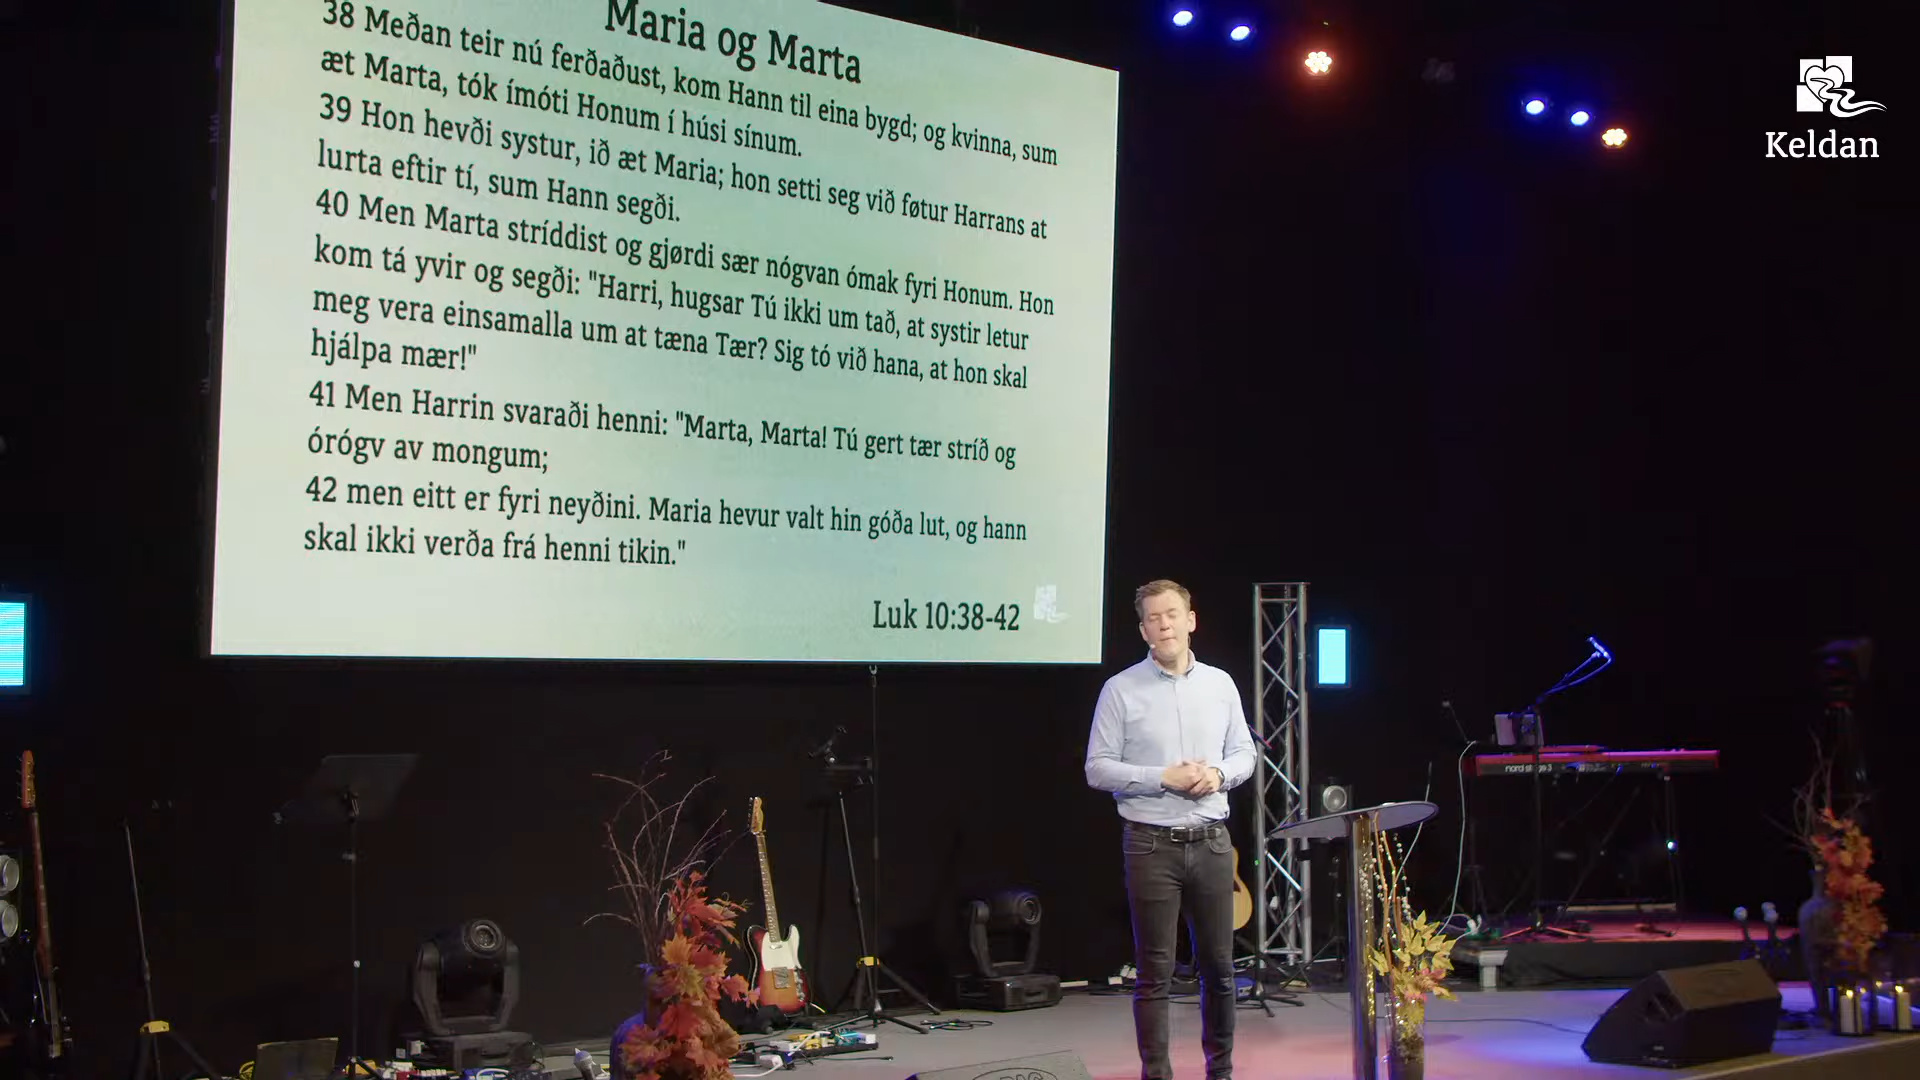 Maria og Marta
38 Meðan teir nú ferðaðust, kom Hann til eina bygd; og kvinna, sum
æt Marta, tók ímóti Honum í húsi sínum.
39 Hon hevði systur, ið æt Maria; hon setti seg við føtur Harrans at
lurta eftir tí, sum Hann segði.
40 Men Marta stríddist og gjørdi sær nógvan ómak fyri Honum. Hon
kom tá yvir og segði: "Harri, hugsar Tú ikki um tað, at systir letur
meg vera einsamalla um at tæna Tær? Sig tó við hana, at hon skal
hjálpa mær!"
41 Men Harrin svaraði henni: "Marta, Marta! Tú gert tær stríð og
órógv av mongum;
42 men eitt er fyri neyðini. Maria hevur valt hin góða lut, og hann
skal ikki verða frá henni tikin."
Luk 10:38-42
Keldan
nord stage 3